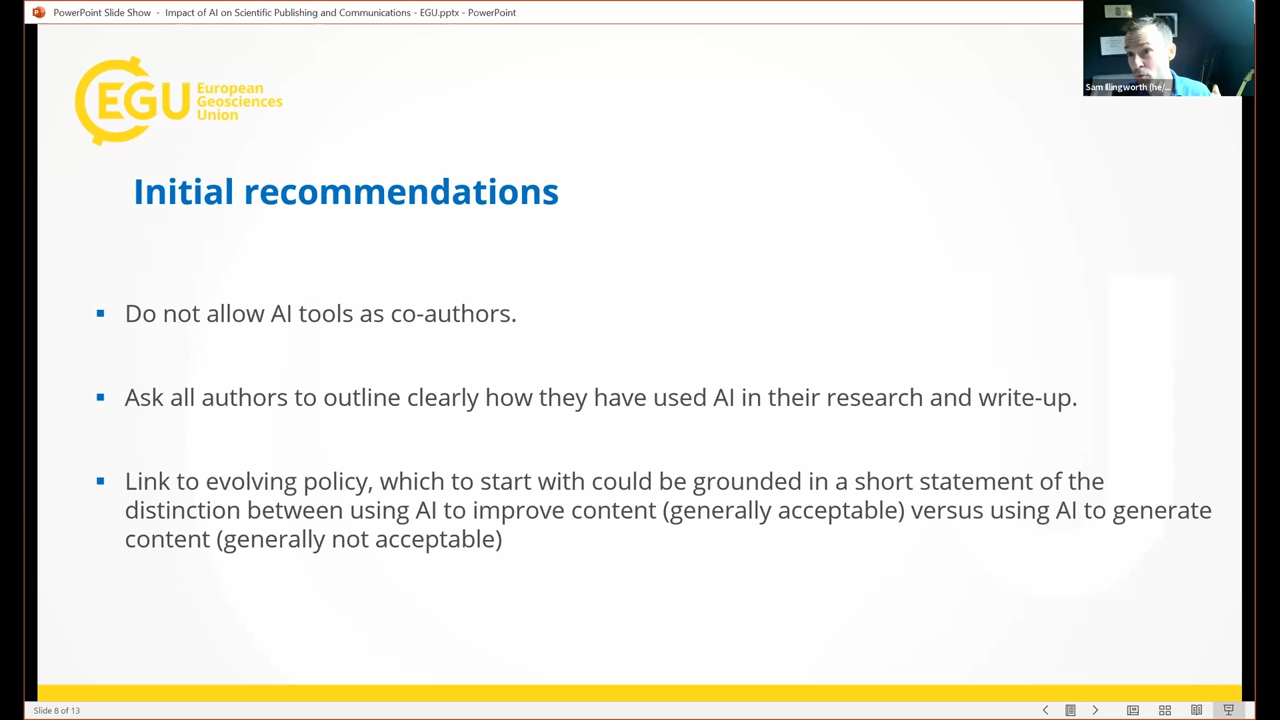 PowerPoint Slide Show - Impact of AI on Scientific Publishing and Communications - EGU.pptx - PowerPoint
Sam Illingworth (he/...
EGU
European
Geosciences
Union
Initial recommendations
▪ Do not allow AI tools as co-authors.
▪ Ask all authors to outline clearly how they have used AI in their research and write-up.
▪ Link to evolving policy, which to start with could be grounded in a short statement of the
distinction between using AI to improve content (generally acceptable) versus using AI to generate
content (generally not acceptable)
Slide 8 of 13